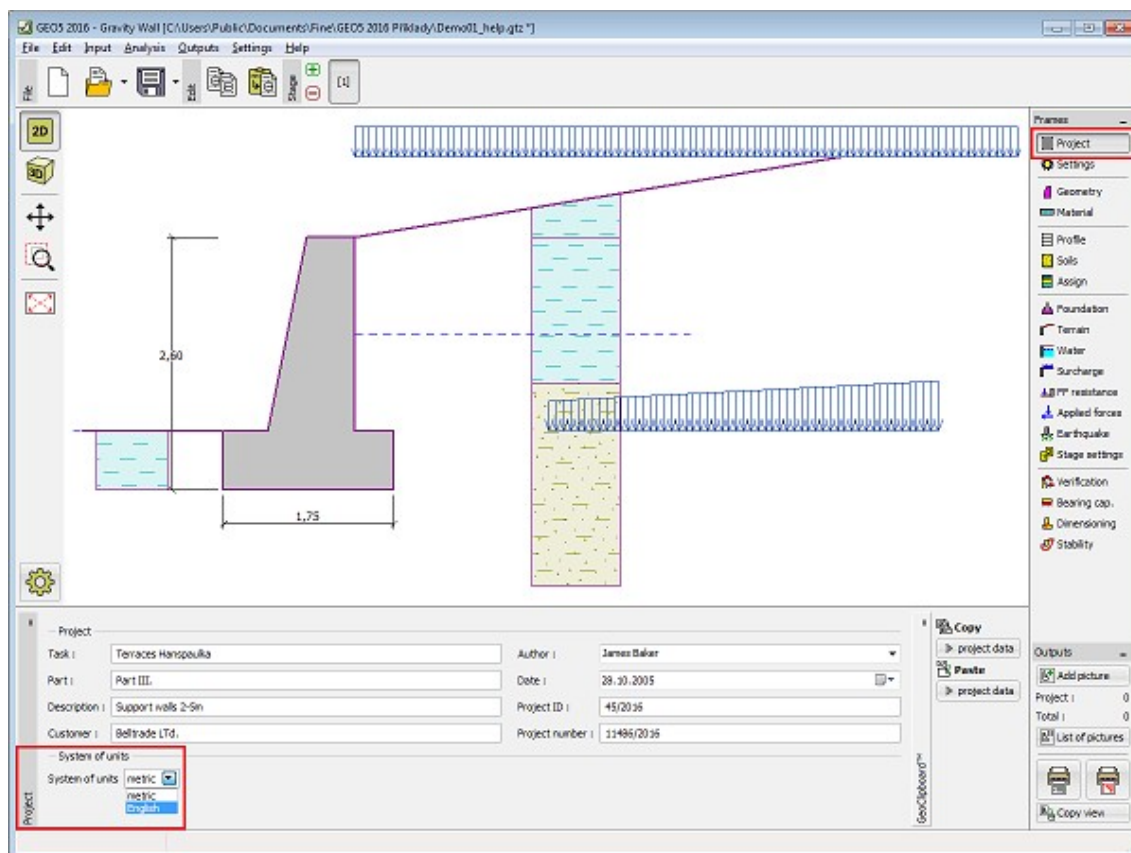 GEO5 2016 - Gravity Wall [C:\Users\Public\Documents\Fine\GEO5 2016 Příklady\Demo01_help.gtz *]
File Edit Input Analysis Outputs Settings Help
File
Edit
Stage
[1]
2D
3D
2,60
1,75
Frames
Project
Settings
Geometry
Material
Profile
Soils
Assign
Foundation
Terrain
Water
Surcharge
FF resistance
Applied forces
Earthquake
Stage settings
Verification
Bearing cap.
Dimensioning
Stability
Project
Task : Terraces Hanspaulka
Author : James Baker
Part : Part III.
Date : 28.10.2005
Description : Support walls 2-5m
Project ID : 45/2016
Customer : Belltrade LTd.
Project number : 11486/2016
System of units
System of units metric
metric
English
Project
GeoClipboard™
Copy
project data
Paste
project data
Outputs
Add picture
Project : 0
Total : 0
List of pictures
Copy view